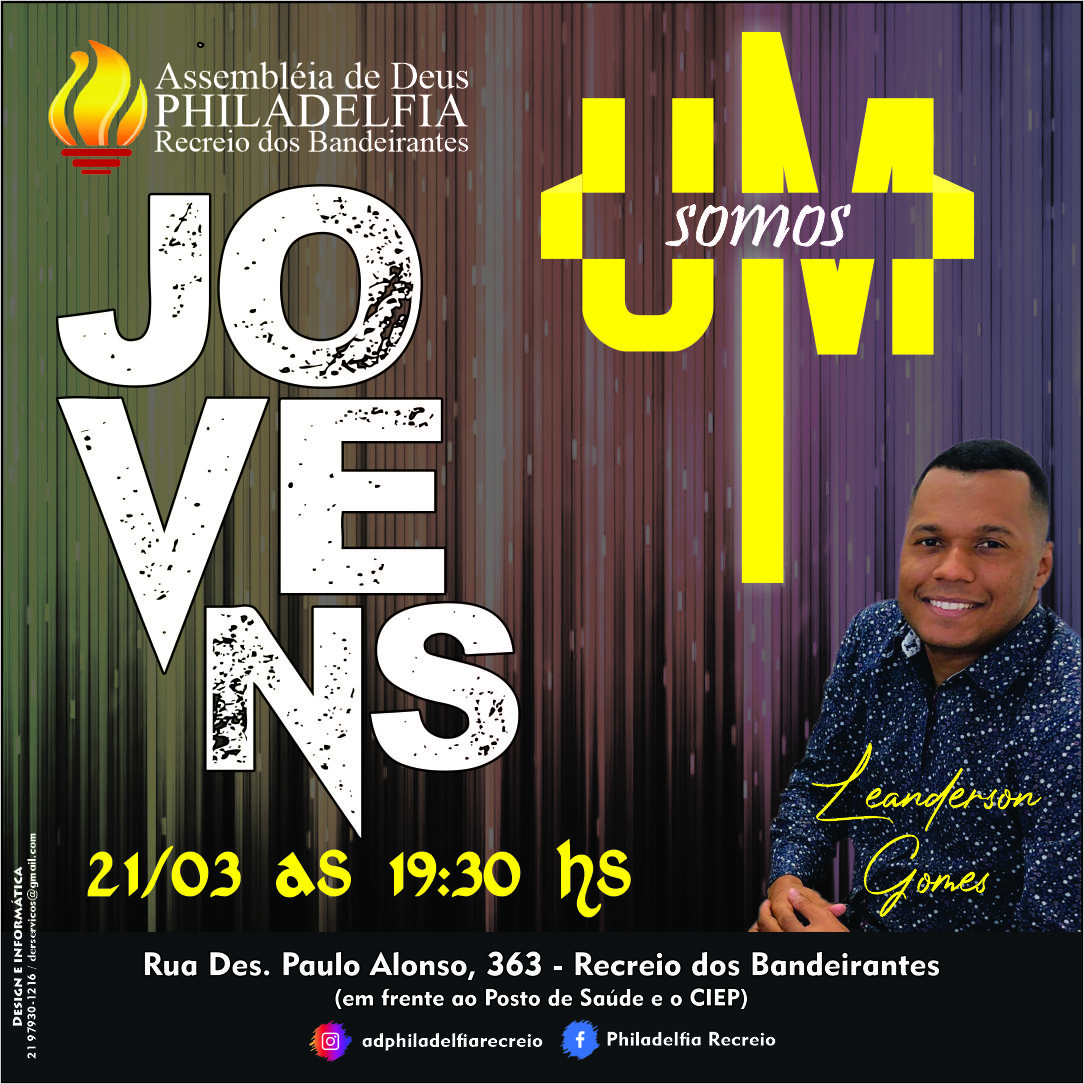 Assembléia de Deus
PHILADELFIA
Recreio dos Bandeirantes
somos
UM
JO
VE
NS
Leanderson
Gomes
21/03 as 19:30 hs
Rua Des. Paulo Alonso, 363 - Recreio dos Bandeirantes
(em frente ao Posto de Saúde e o CIEP)
adphiladelfiarecreio
Philadelfia Recreio
DESIGN E INFORMÁTICA
21 97930-1216 / derservicos@gmail.com